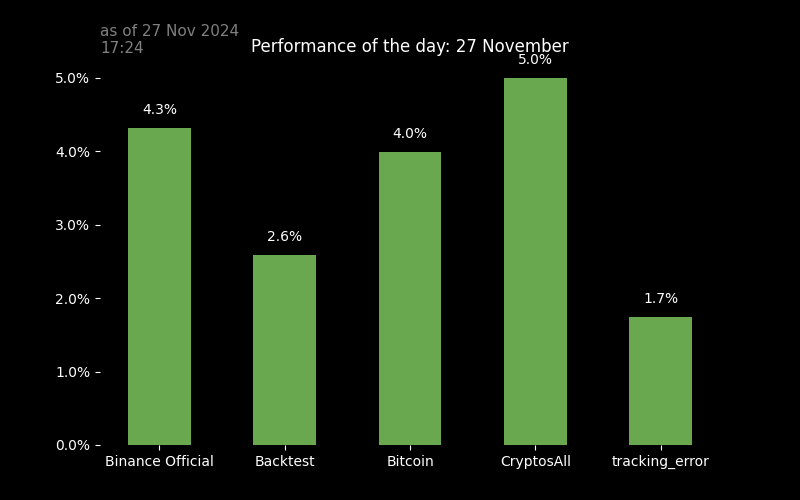 as of 27 Nov 2024
17:24
Performance of the day: 27 November
5.0%
4.0%
3.0%
2.0%
1.0%
0.0%
4.3%
2.6%
4.0%
5.0%
1.7%
Binance Official
Backtest
Bitcoin
CryptosAll
tracking_error